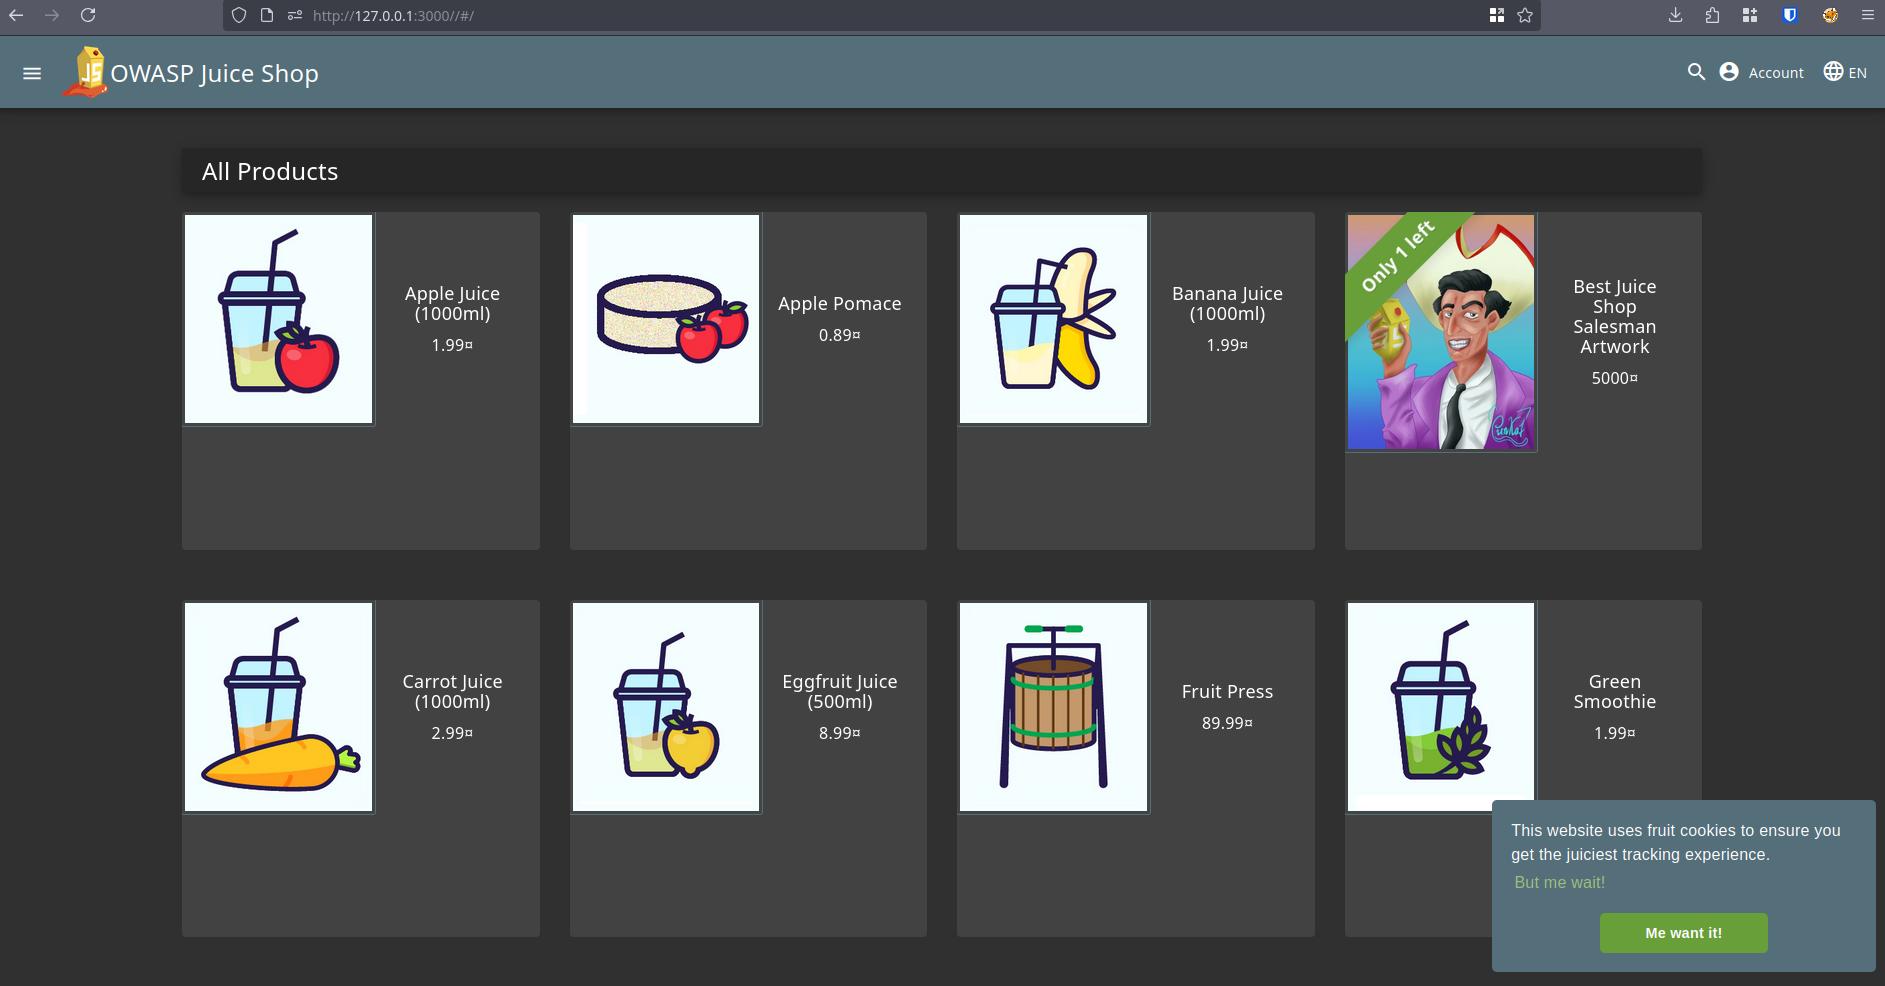 http://127.0.0.1:3000//#/
OWASP Juice Shop
Account
EN
All Products
Only 1 left
Apple Juice
(1000ml)
1.99¤
Apple Pomace
0.89¤
Banana Juice
(1000ml)
1.99¤
Best Juice
Shop
Salesman
Artwork
5000¤
Carrot Juice
(1000ml)
2.99¤
Eggfruit Juice
(500ml)
8.99¤
Fruit Press
89.99¤
Green
Smoothie
1.99¤
This website uses fruit cookies to ensure you
get the juiciest tracking experience.
But me wait!
Me want it!